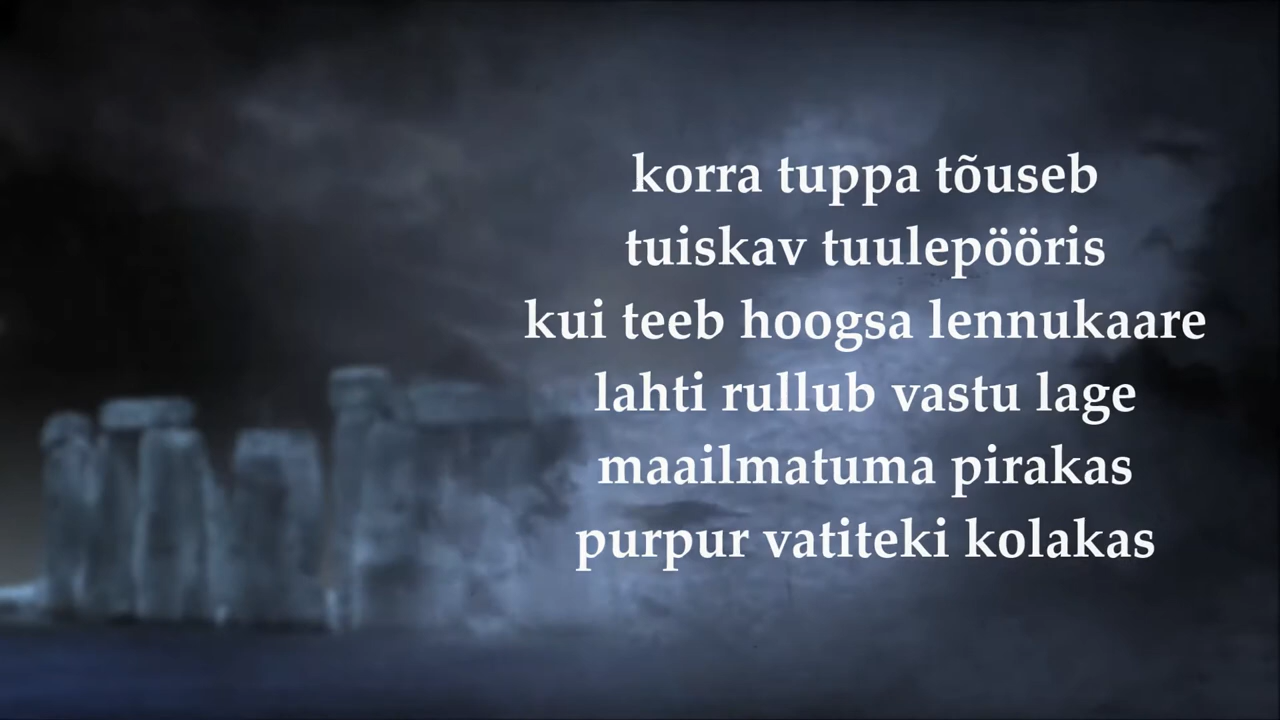 korra tuppa tõuseb
tuiskav tuulepööris
kui teeb hoogsa lennukaare
lahti rullub vastu lage
maailmatuma pirakas
purpur vatiteki kolakas